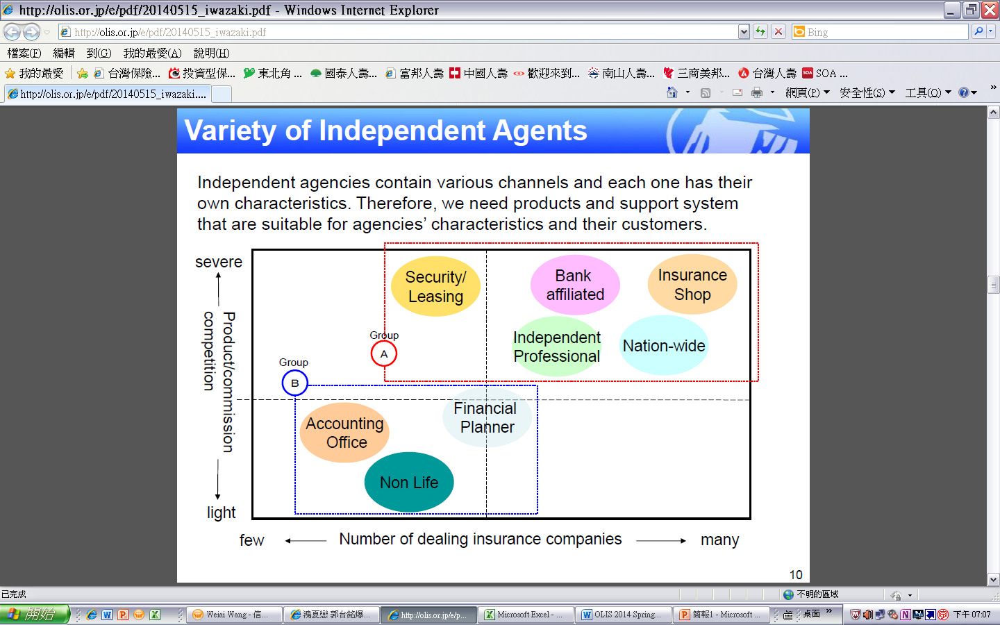 http://olis.or.jp/e/pdf/20140515_iwazaki.pdf - Windows Internet Explorer
http://olis.or.jp/e/pdf/20140515_iwazaki.pdf
Bing
檔案(F) 編輯 到(G) 我的最愛(A) 說明(H)
我的最愛 台灣保險... 投資型保... 東北角 ... 國泰人壽... 富邦人壽 中國人壽 歡迎來到... 南山人壽... 三商美邦... 台灣人壽 SOA ...
http://olis.or.jp/e/pdf/20140515_iwazaki....
網頁(P) 安全性(S) 工具(O)
Variety of Independent Agents
Independent agencies contain various channels and each one has their
own characteristics. Therefore, we need products and support system
that are suitable for agencies' characteristics and their customers.
severe
Product/commission
competition
light
Security/
Leasing
Bank
affiliated
Insurance
Shop
Independent
Professional
Nation-wide
Group
A
Group
B
Accounting
Office
Financial
Planner
Non Life
few
Number of dealing insurance companies
many
10
已完成
不明的區域
開始
Weiai Wang - 信...
鴻夏戀 郭台銘爆...
http://olis.or.jp/e/p...
Microsoft Excel - ...
OLIS 2014 Spring...
簡報1 - Microsoft ...
桌面
下午 07:07